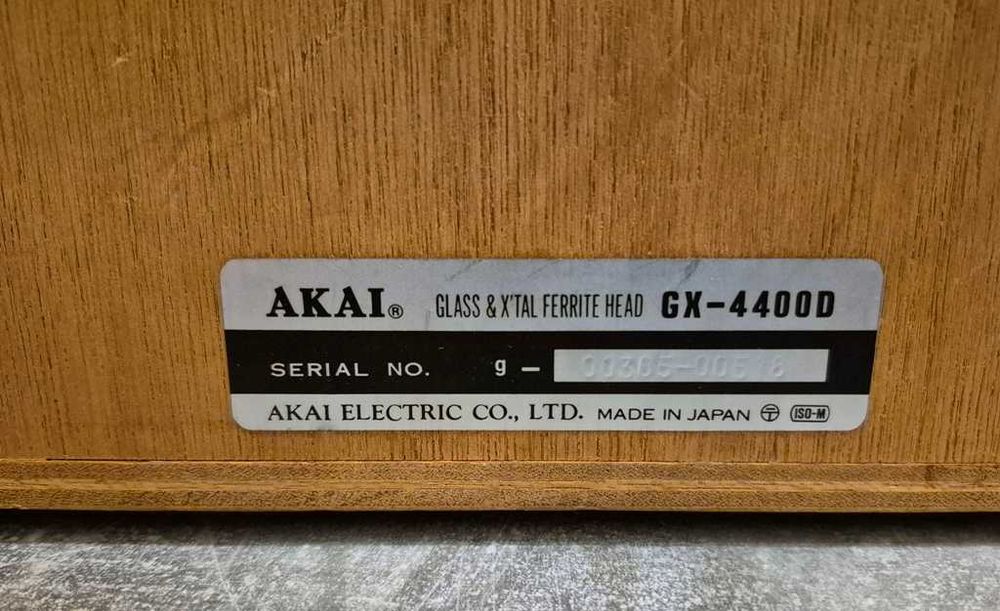 AKAI® GLASS & X'TAL FERRITE HEAD GX-4400D
SERIAL NO. g –
AKAI ELECTRIC CO., LTD. MADE IN JAPAN ISO-M